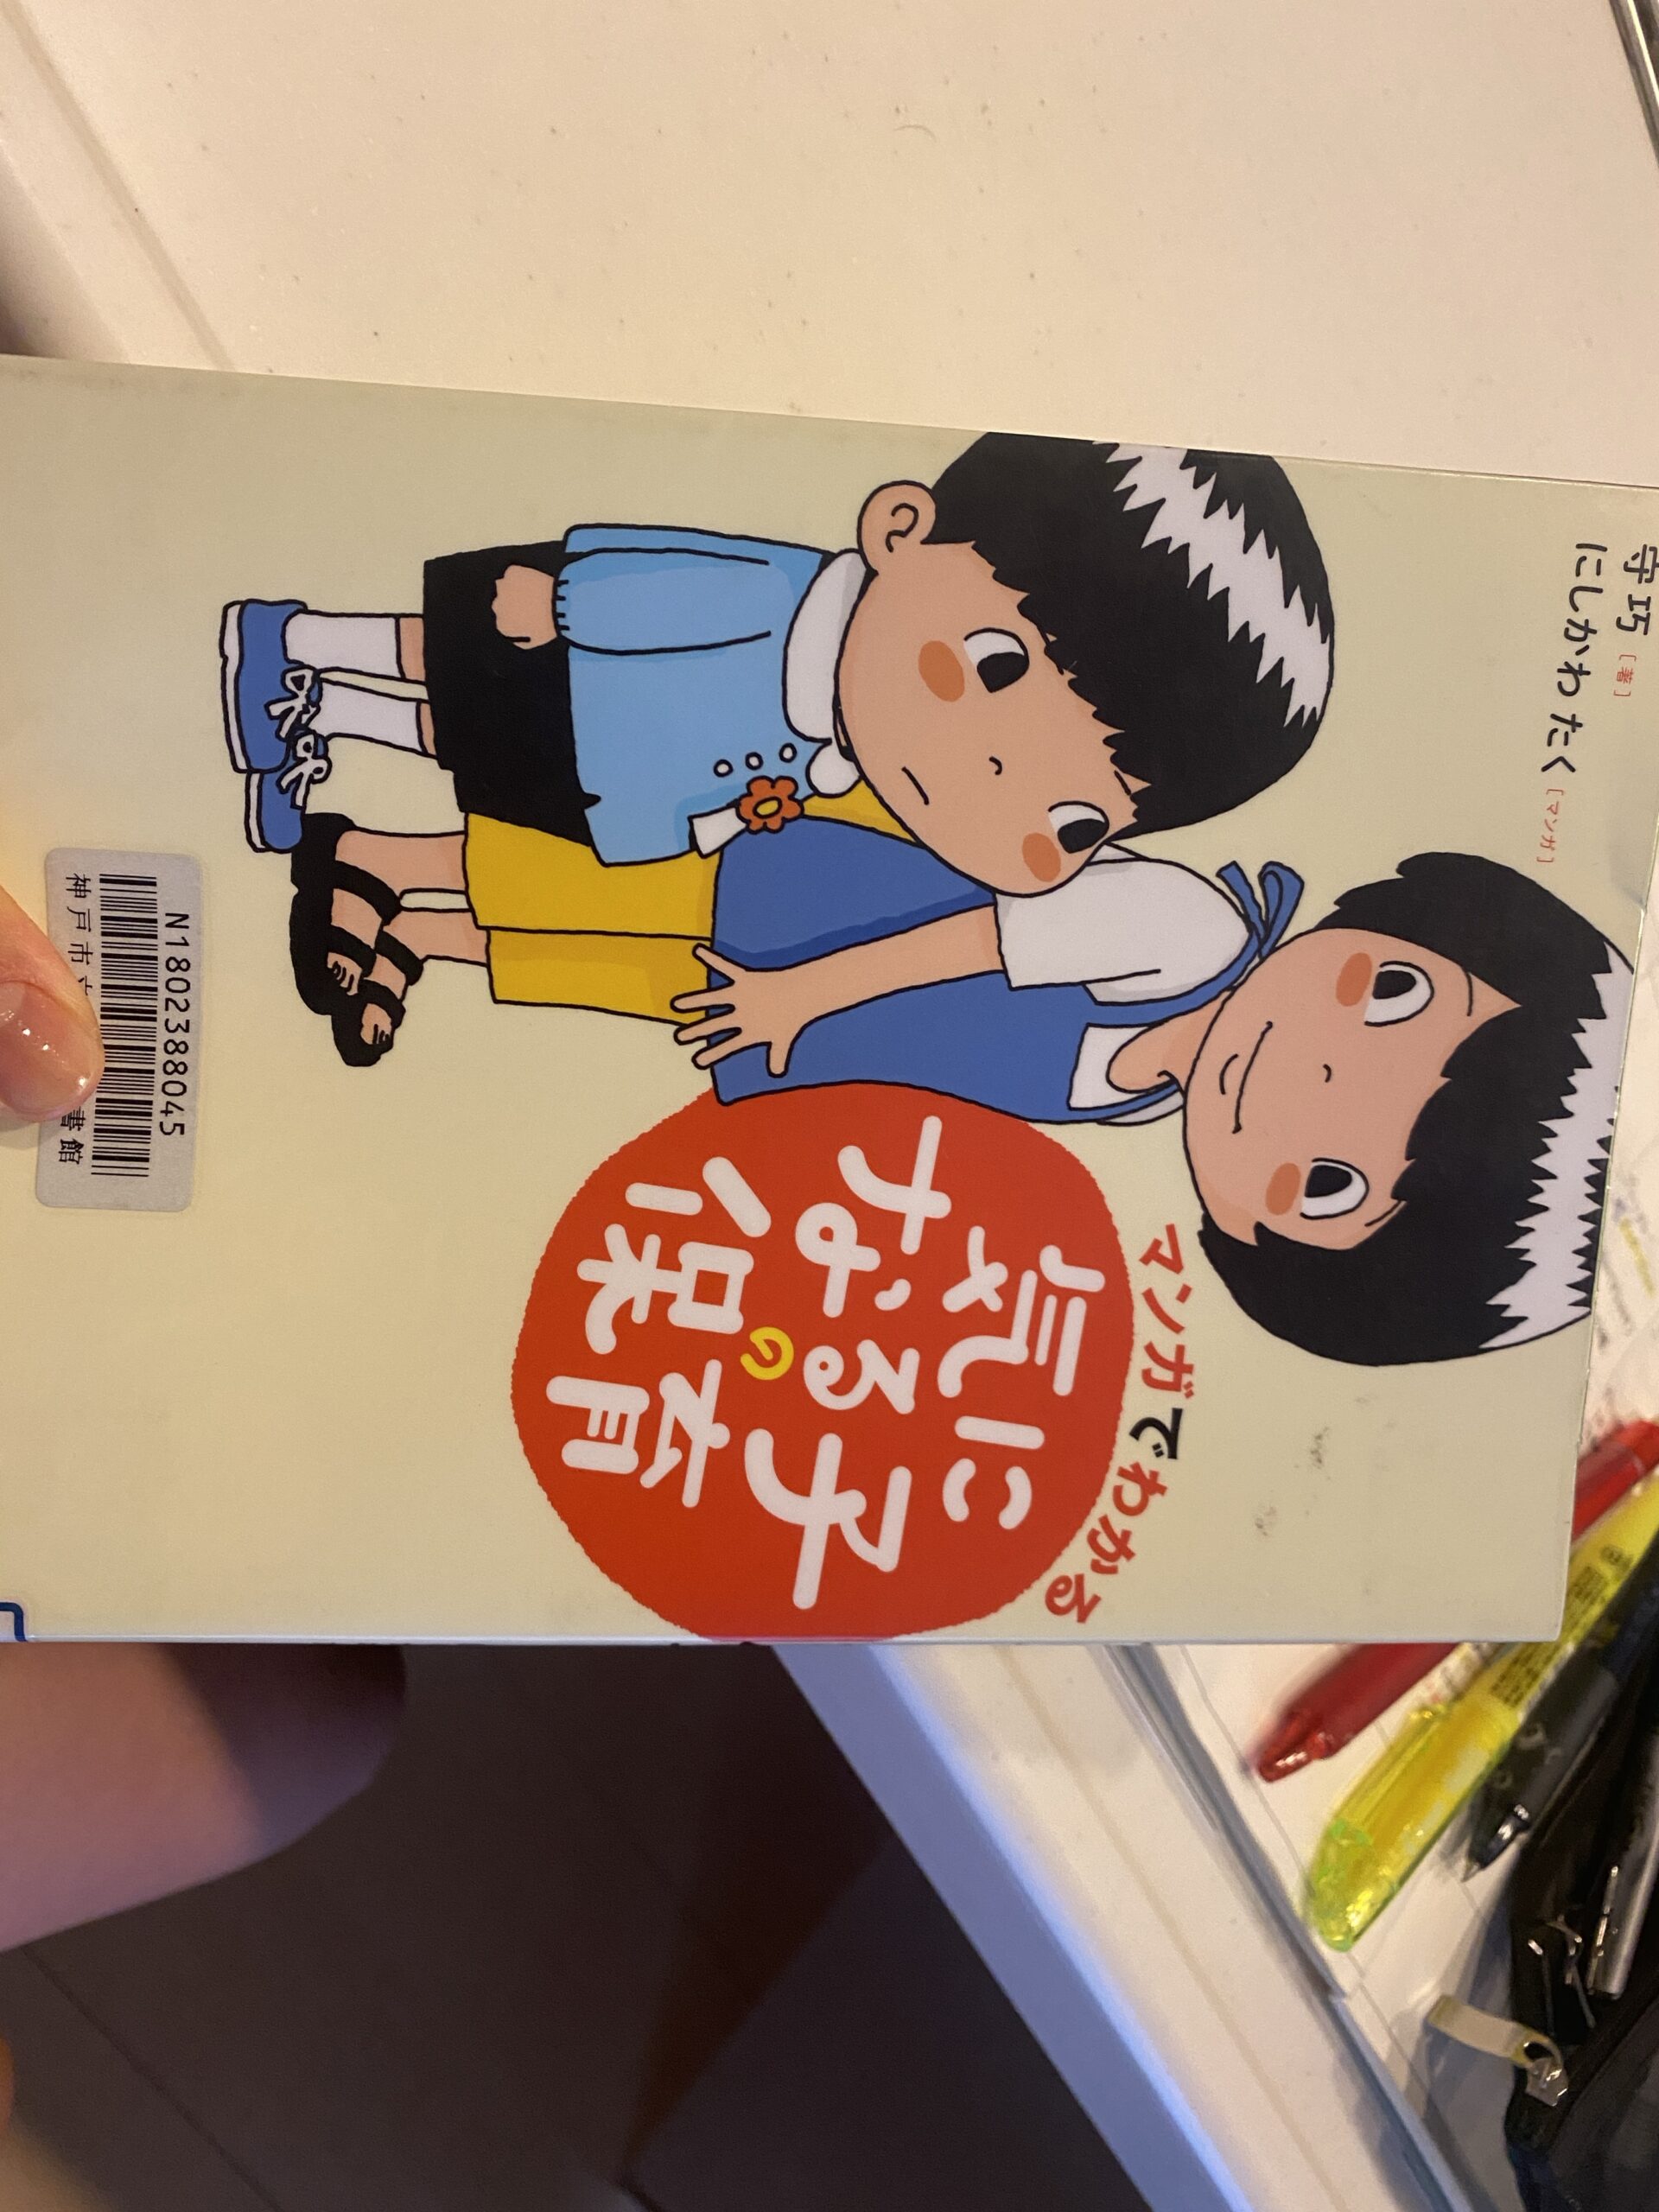 守巧[著]
にしかわたく[マンガ]
マンガでわかる
気に
なる子
の
保育
N1802388045
神戸市
書館